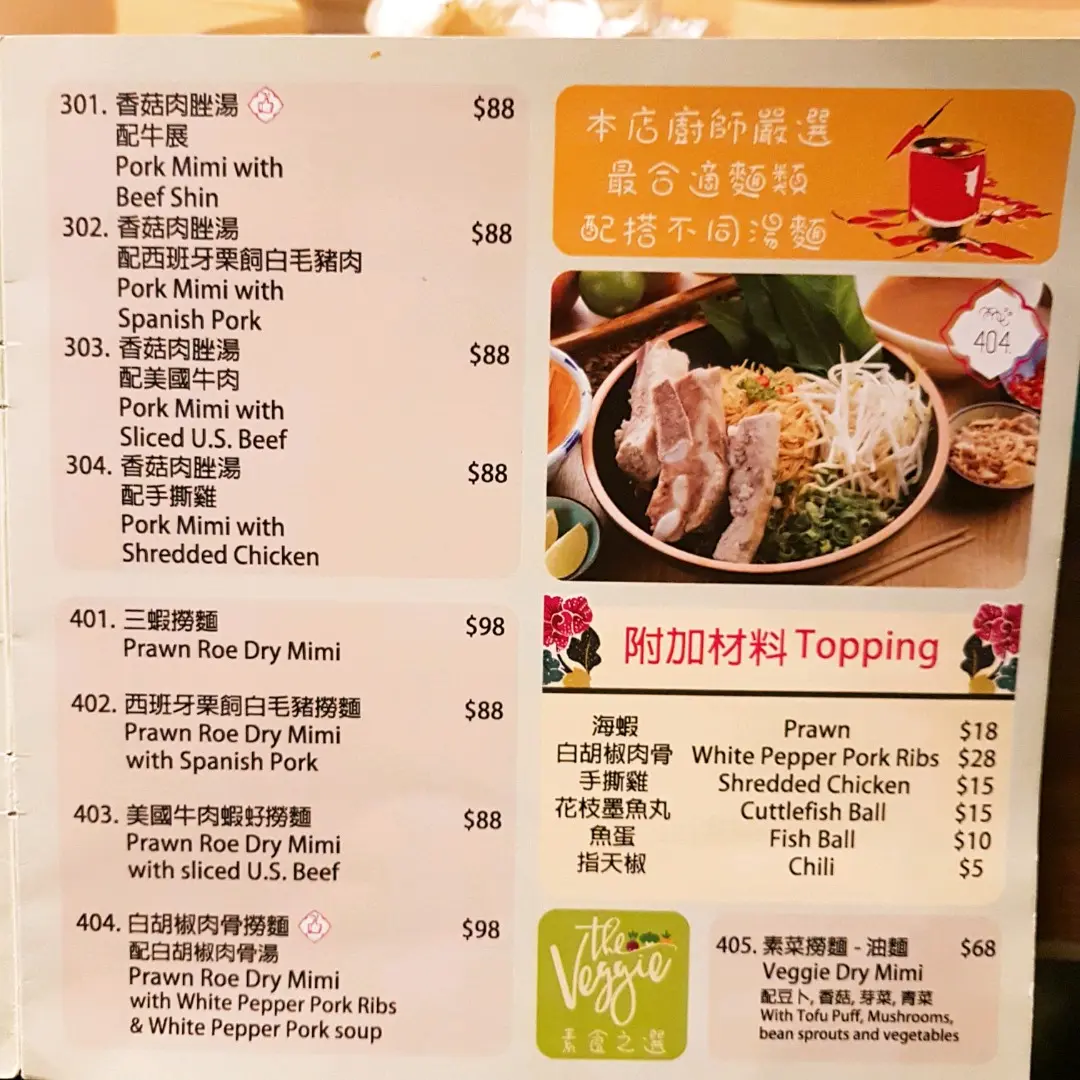 301. 香菇肉脞湯 $88
配牛展
Pork Mimi with
Beef Shin
302. 香菇肉脞湯 $88
配西班牙栗飼白毛豬肉
Pork Mimi with
Spanish Pork
303. 香菇肉脞湯 $88
配美國牛肉
Pork Mimi with
Sliced U.S. Beef
304. 香菇肉脞湯 $88
配手撕雞
Pork Mimi with
Shredded Chicken
401. 三蝦撈麵 $98
Prawn Roe Dry Mimi
402. 西班牙栗飼白毛豬撈麵 $88
Prawn Roe Dry Mimi
with Spanish Pork
403. 美國牛肉蝦籽撈麵 $88
Prawn Roe Dry Mimi
with sliced U.S. Beef
404. 白胡椒肉骨撈麵 $98
配白胡椒肉骨湯
Prawn Roe Dry Mimi
with White Pepper Pork Ribs
& White Pepper Pork soup
本店廚師嚴選
最合適麵類
配搭不同湯麵
404
附加材料 Topping
海蝦 Prawn $18
白胡椒肉骨 White Pepper Pork Ribs $28
手撕雞 Shredded Chicken $15
花枝墨魚丸 Cuttlefish Ball $15
魚蛋 Fish Ball $10
指天椒 Chili $5
the
Veggie
素食之選
405. 素菜撈麵 - 油麵 $68
Veggie Dry Mimi
配豆卜, 香菇, 芽菜, 青菜
With Tofu Puff, Mushrooms,
bean sprouts and vegetables